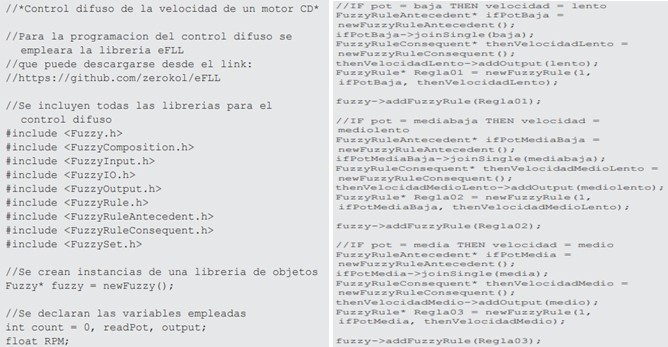 //*Control difuso de la velocidad de un motor CD*
//Para la programacion del control difuso se
empleara la libreria eFLL
//que puede descargarse desde el link:
//https://github.com/zerokol/eFLL
//Se incluyen todas las librerias para el
control difuso
#include <Fuzzy.h>
#include <FuzzyComposition.h>
#include <FuzzyInput.h>
#include <FuzzyIO.h>
#include <FuzzyOutput.h>
#include <FuzzyRule.h>
#include <FuzzyRuleAntecedent.h>
#include <FuzzyRuleConsequent.h>
#include <FuzzySet.h>
//Se crean instancias de una libreria de objetos
Fuzzy* fuzzy = newFuzzy();
//Se declaran las variables empleadas
int count = 0, readPot, output;
float RPM;
//IF pot = baja THEN velocidad = lento
FuzzyRuleAntecedent* ifPotBaja =
newFuzzyRuleAntecedent();
ifPotBaja->joinSingle(baja);
FuzzyRuleConsequent* thenVelocidadLento =
newFuzzyRuleConsequent();
thenVelocidadLento->addOutput(lento);
FuzzyRule* Regla01 = newFuzzyRule(1,
ifPotBaja, thenVelocidadLento);
fuzzy->addFuzzyRule(Regla01);
//IF pot = mediabaja THEN velocidad =
mediolento
FuzzyRuleAntecedent* ifPotMediaBaja =
newFuzzyRuleAntecedent();
ifPotMediaBaja->joinSingle(mediabaja);
FuzzyRuleConsequent* thenVelocidadMedioLento =
newFuzzyRuleConsequent();
thenVelocidadMedioLento->addOutput(mediolento);
FuzzyRule* Regla02 = newFuzzyRule(1,
ifPotMediaBaja, thenVelocidadMedioLento);
fuzzy->addFuzzyRule(Regla02);
//IF pot = media THEN velocidad = medio
FuzzyRuleAntecedent* ifPotMedia =
newFuzzyRuleAntecedent();
ifPotMedia->joinSingle(media);
FuzzyRuleConsequent* thenVelocidadMedio =
newFuzzyRuleConsequent();
thenVelocidadMedio->addOutput(medio);
FuzzyRule* Regla03 = newFuzzyRule(1,
ifPotMedia, thenVelocidadMedio);
fuzzy->addFuzzyRule(Regla03);